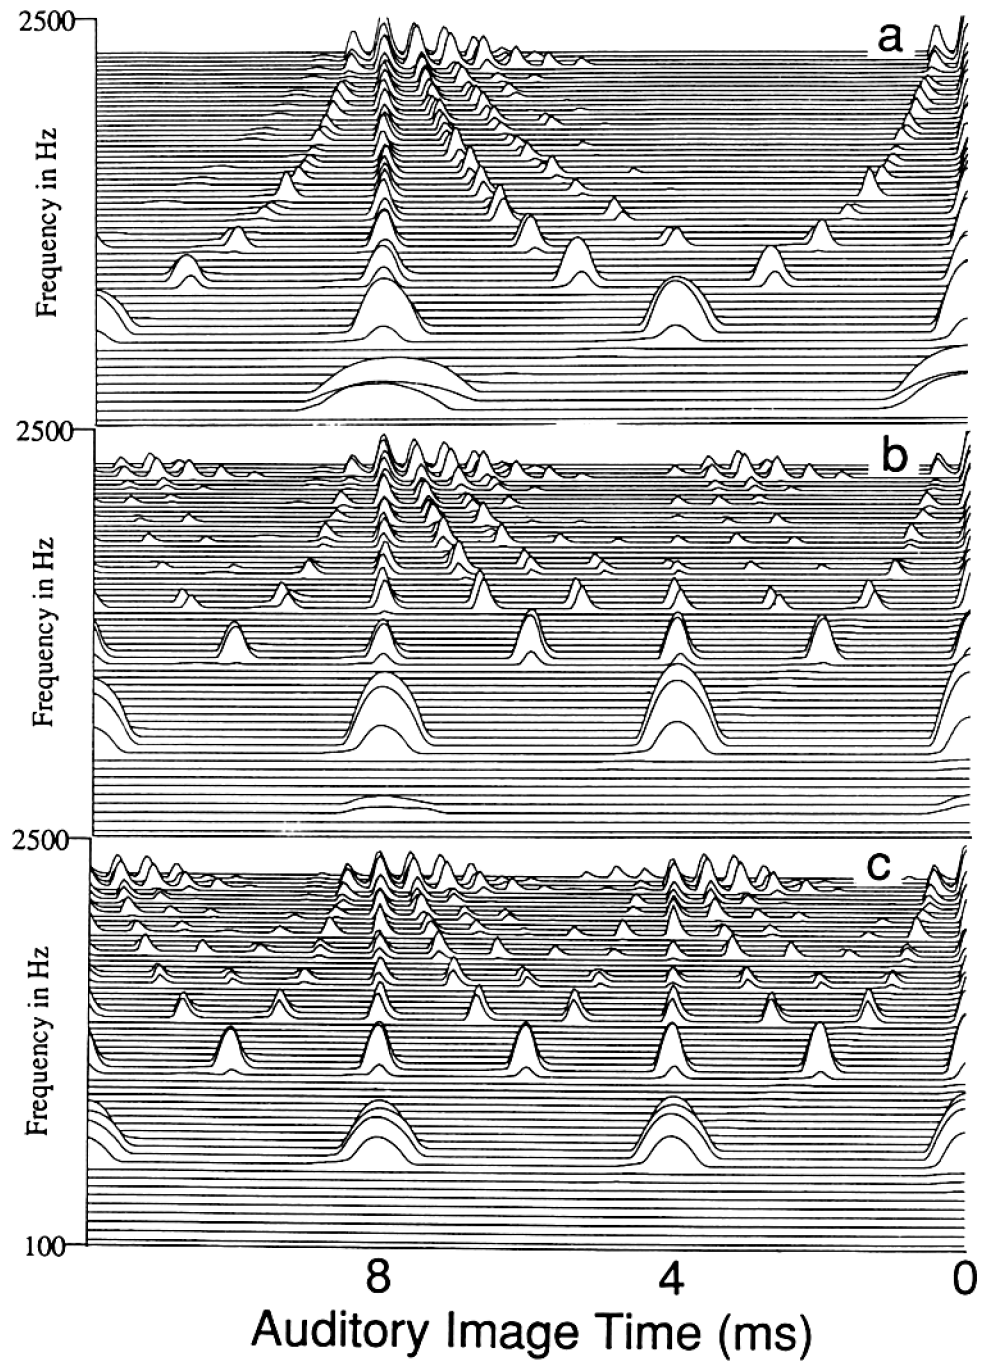 2500
a
Frequency in Hz
2500
b
Frequency in Hz
2500
c
Frequency in Hz
100
8 4 0
Auditory Image Time (ms)